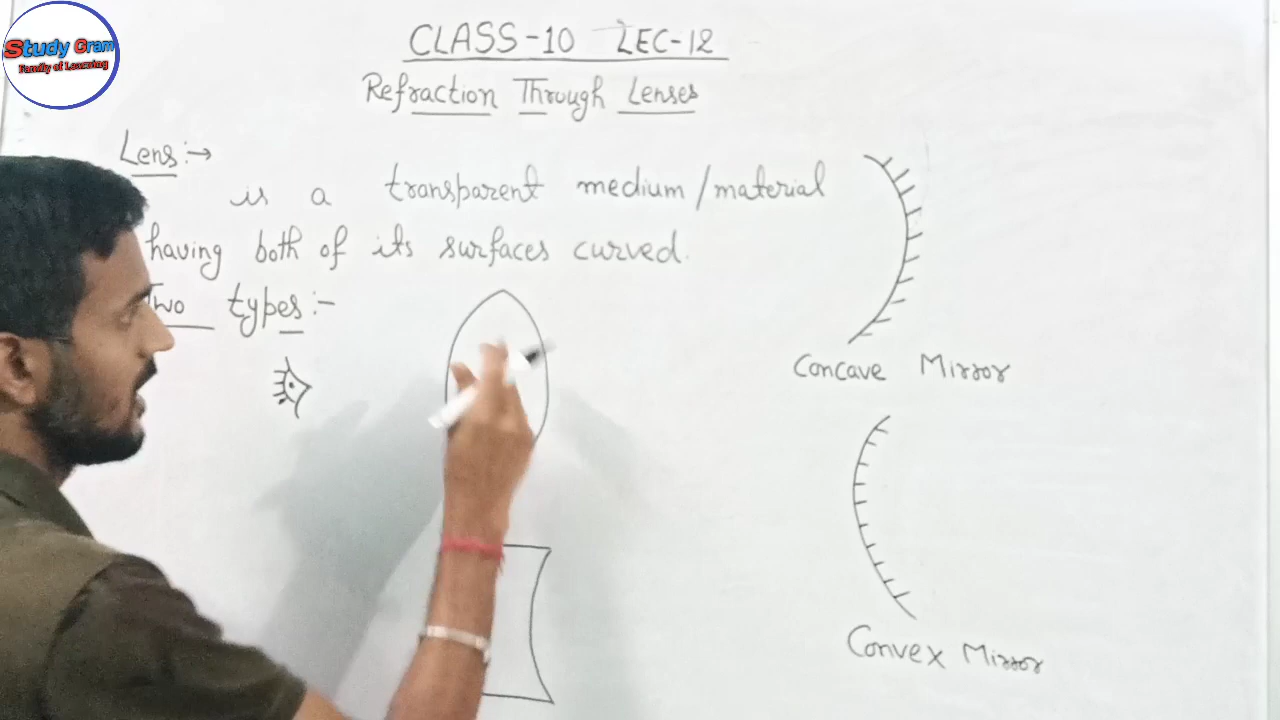 Study Gram
Family of Learning
CLASS-10 LEC-12
Refraction Through Lenses
Lens:→
is a transparent medium/material
having both of its surfaces curved.
Two types:-
Concave Mirror
Convex Mirror